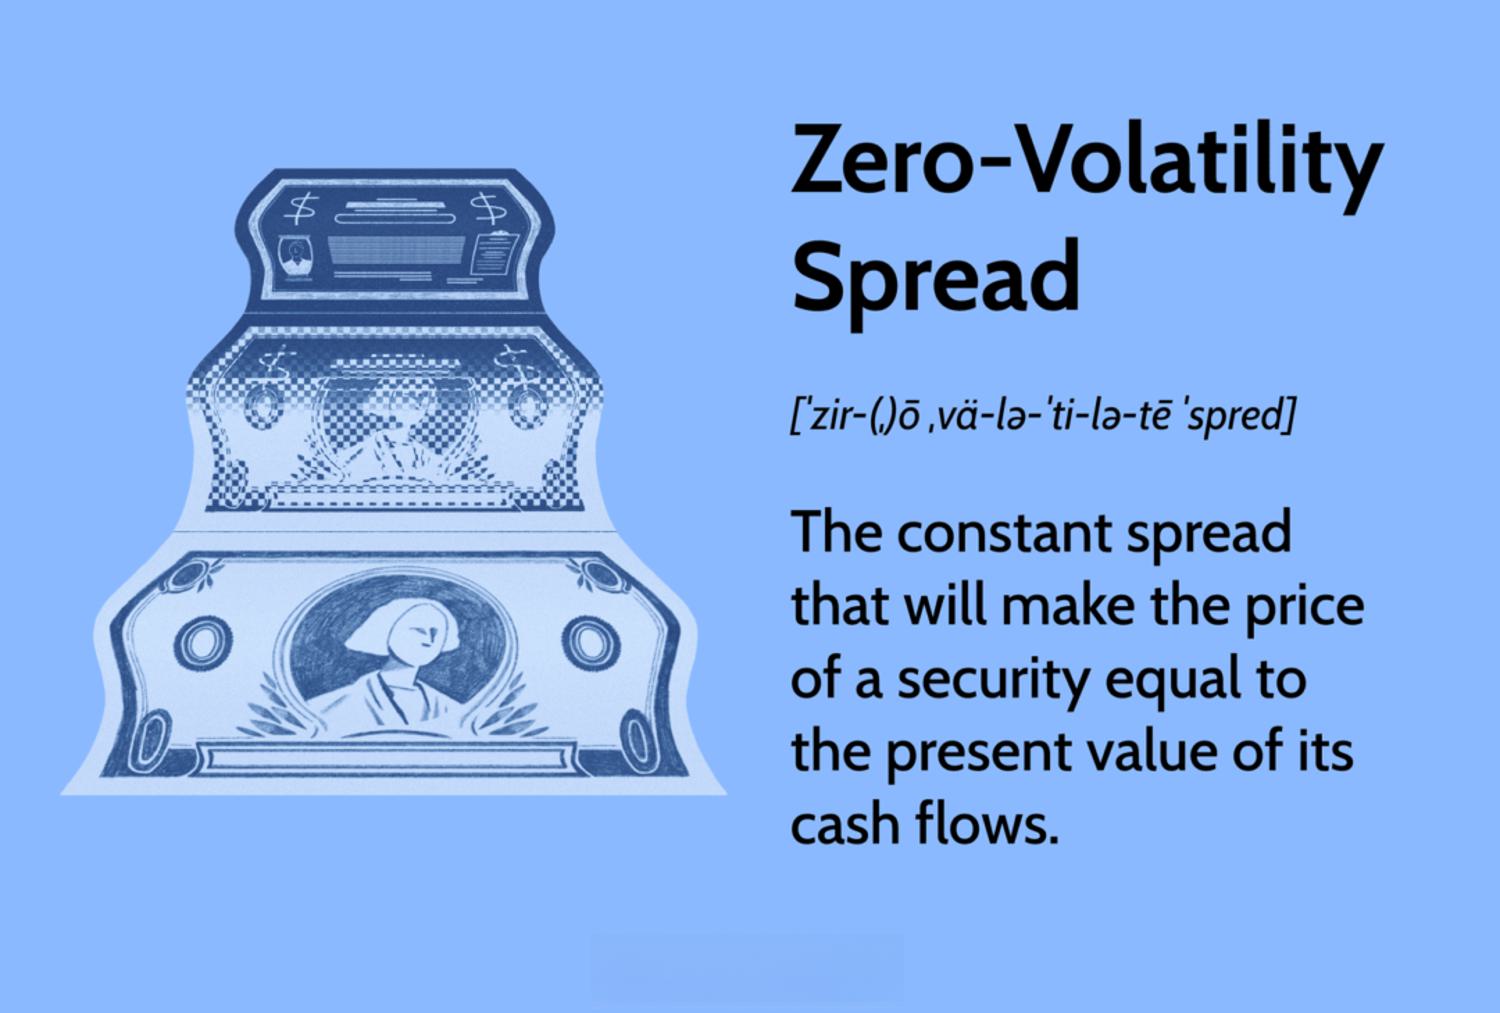 Zero-Volatility
Spread
[ˈzir-(ˌ)ō ˌvä-lə-ˈti-lə-tē ˈspred]
The constant spread
that will make the price
of a security equal to
the present value of its
cash flows.
$ $
$ $